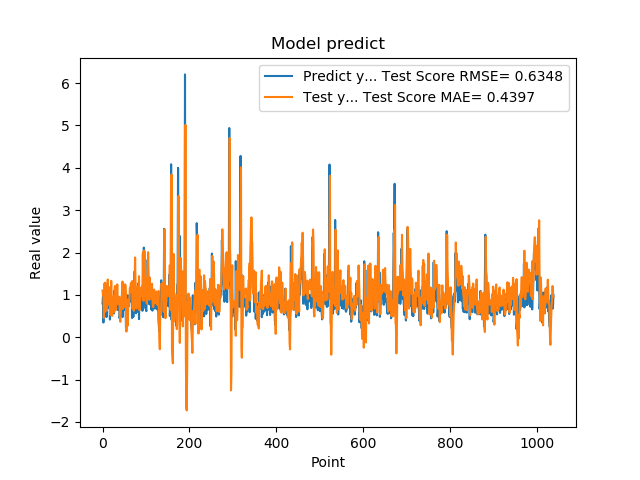 Model predict
Predict y... Test Score RMSE= 0.6348
Test y... Test Score MAE= 0.4397
6
5
4
3
2
1
0
−1
−2
Real value
0 200 400 600 800 1000
Point